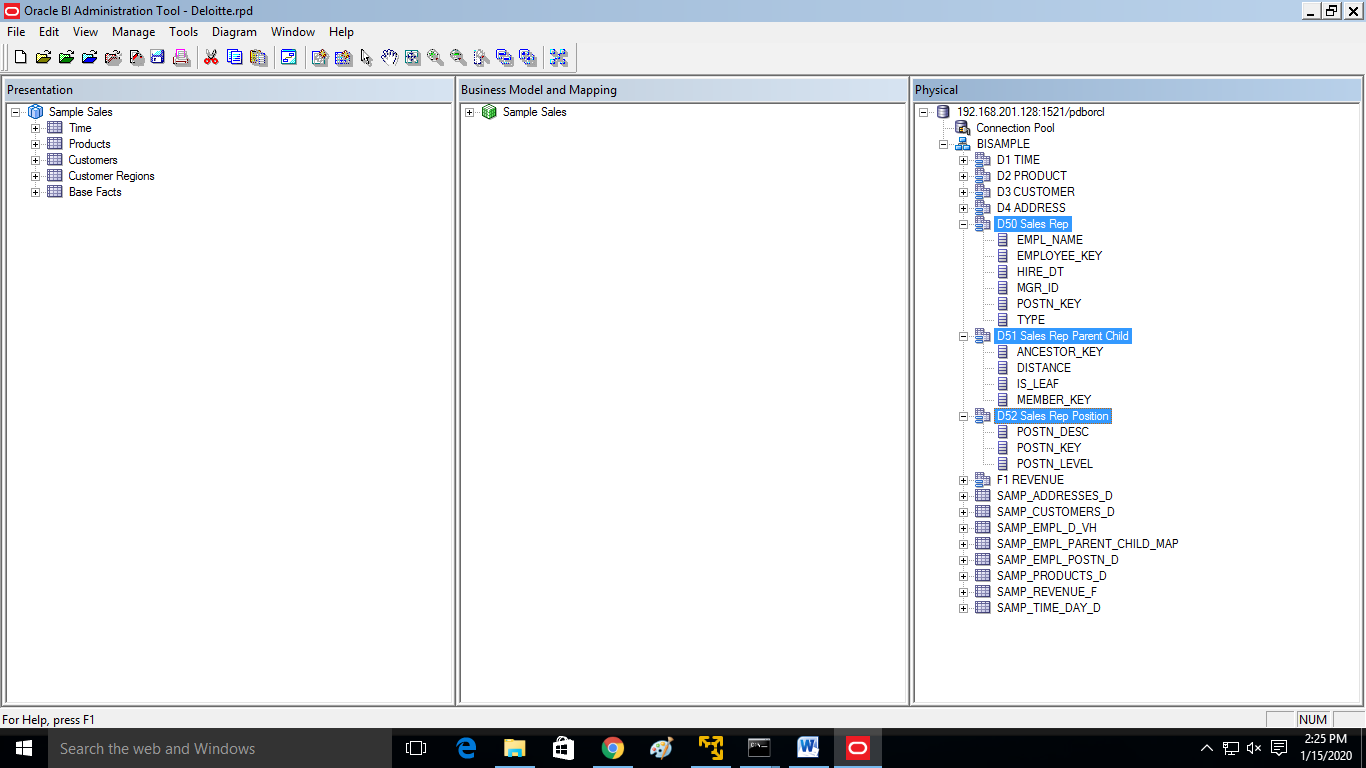 Oracle BI Administration Tool - Deloitte.rpd
File Edit View Manage Tools Diagram Window Help
Presentation
Sample Sales
Time
Products
Customers
Customer Regions
Base Facts
Business Model and Mapping
Sample Sales
Physical
192.168.201.128:1521/pdborcl
Connection Pool
BISAMPLE
D1 TIME
D2 PRODUCT
D3 CUSTOMER
D4 ADDRESS
D50 Sales Rep
EMPL_NAME
EMPLOYEE_KEY
HIRE_DT
MGR_ID
POSTN_KEY
TYPE
D51 Sales Rep Parent Child
ANCESTOR_KEY
DISTANCE
IS_LEAF
MEMBER_KEY
D52 Sales Rep Position
POSTN_DESC
POSTN_KEY
POSTN_LEVEL
F1 REVENUE
SAMP_ADDRESSES_D
SAMP_CUSTOMERS_D
SAMP_EMPL_D_VH
SAMP_EMPL_PARENT_CHILD_MAP
SAMP_EMPL_POSTN_D
SAMP_PRODUCTS_D
SAMP_REVENUE_F
SAMP_TIME_DAY_D
For Help, press F1
NUM
Search the web and Windows
2:25 PM
1/15/2020